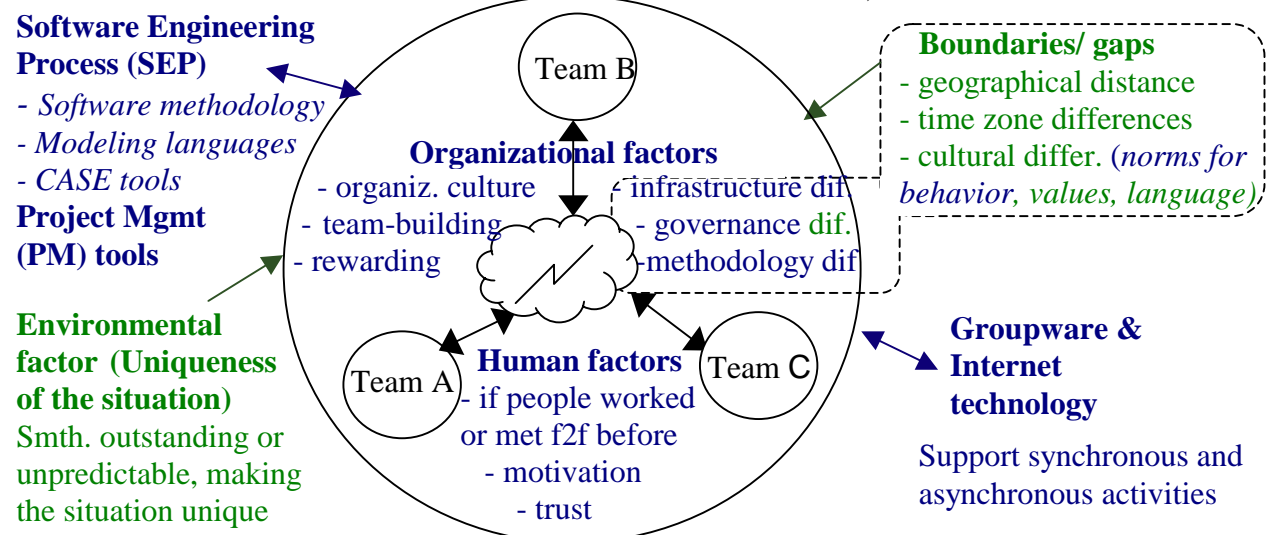 Software Engineering
Process (SEP)
- Software methodology
- Modeling languages
- CASE tools
Project Mgmt
(PM) tools
Environmental
factor (Uniqueness
of the situation)
Smth. outstanding or
unpredictable, making
the situation unique
Team B
Organizational factors
- organiz. culture
- team-building
- rewarding
- infrastructure dif.
- governance dif.
-methodology dif
Team A
Human factors
- if people worked
or met f2f before
- motivation
- trust
Team C
Boundaries/ gaps
- geographical distance
- time zone differences
- cultural differ. (norms for
behavior, values, language)
Groupware &
Internet
technology
Support synchronous and
asynchronous activities